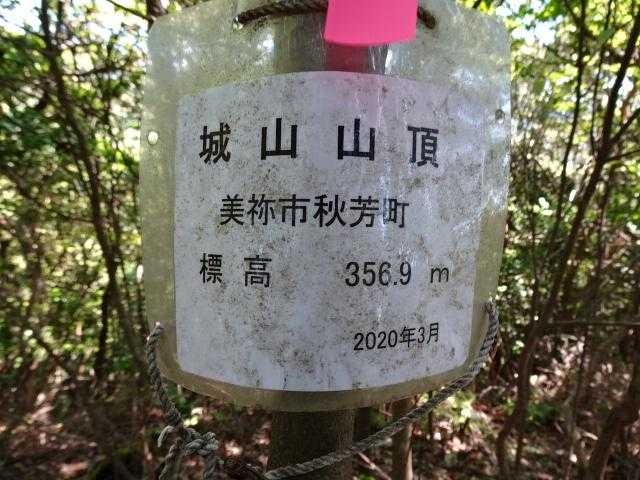 城山山頂
美祢市秋芳町
標高 356.9 m
2020年3月